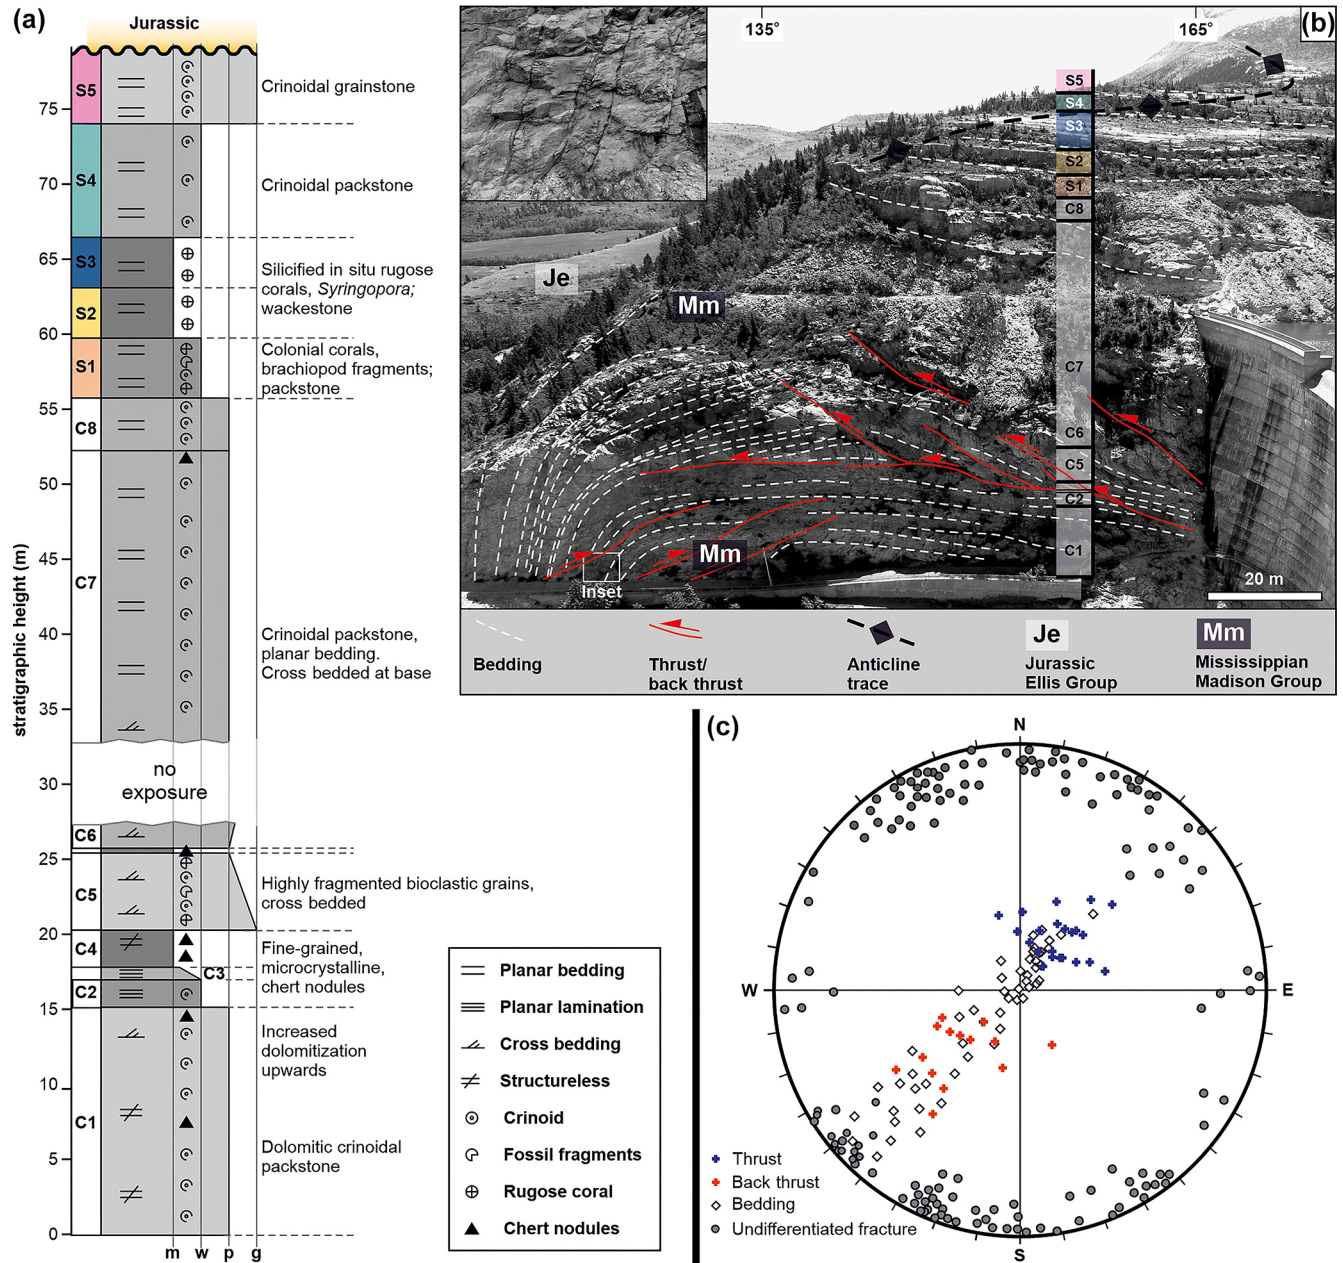 (a)
Jurassic
stratigraphic height (m)
75
70
65
60
55
50
45
40
35
30
25
20
15
10
5
0
S5
S4
S3
S2
S1
C8
C7
C6
C5
C4
C3
C2
C1
no
exposure
m w p g
Crinoidal grainstone
Crinoidal packstone
Silicified in situ rugose
corals, Syringopora;
wackestone
Colonial corals,
brachiopod fragments;
packstone
Crinoidal packstone,
planar bedding.
Cross bedded at base
Highly fragmented bioclastic grains,
cross bedded
Fine-grained,
microcrystalline,
chert nodules
Increased
dolomitization
upwards
Dolomitic crinoidal
packstone
Planar bedding
Planar lamination
Cross bedding
Structureless
Crinoid
Fossil fragments
Rugose coral
Chert nodules
(b)
135°
165°
S5
S4
S3
S2
S1
C8
C7
C6
C5
C2
C1
Je
Mm
Mm
Inset
20 m
Bedding
Thrust/
back thrust
Anticline
trace
Je
Jurassic
Ellis Group
Mm
Mississippian
Madison Group
(c)
N
W
E
S
Thrust
Back thrust
Bedding
Undifferentiated fracture